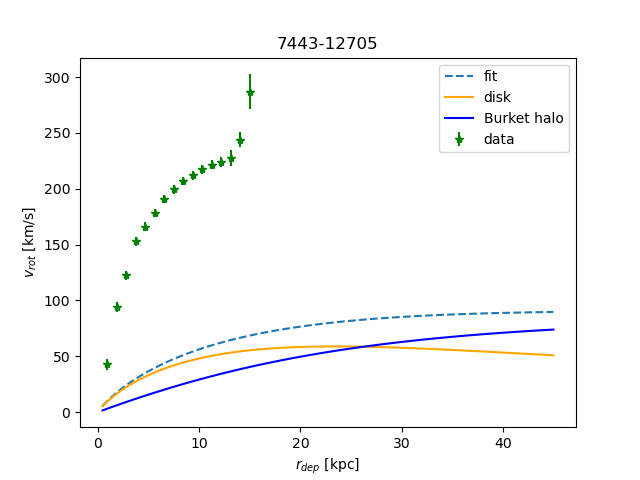 7443-12705
300
250
200
150
100
50
0
v_rot [km/s]
0 10 20 30 40
r_dep [kpc]
fit
disk
Burket halo
data